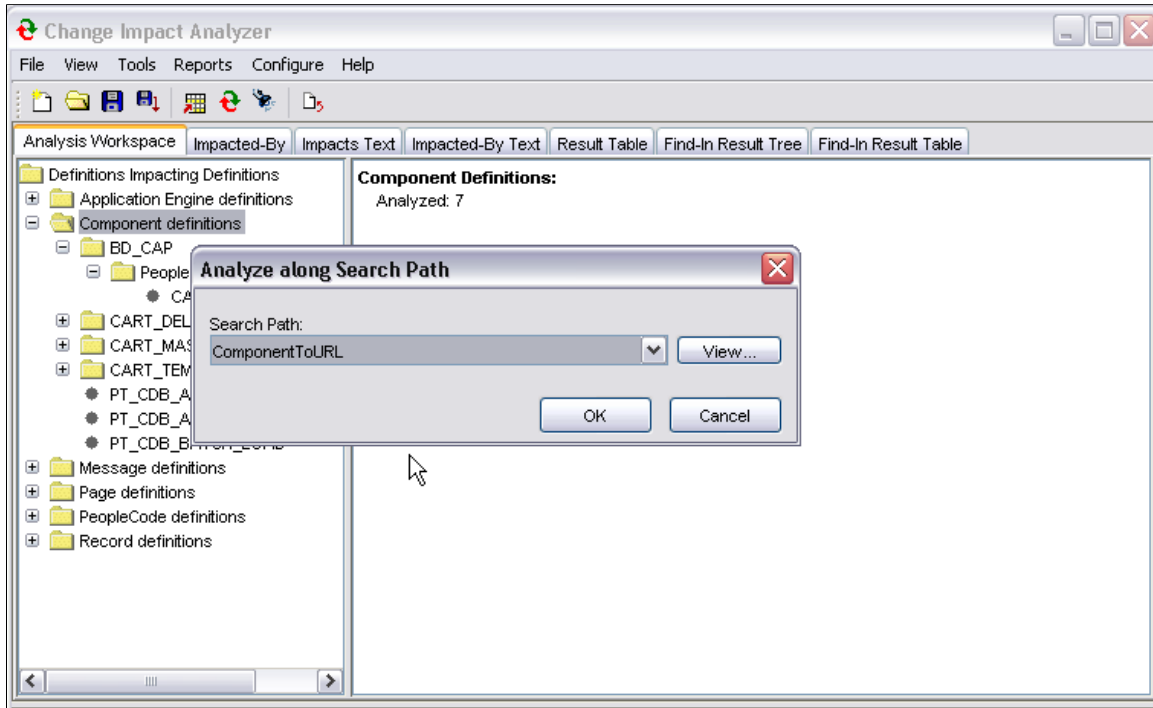 Change Impact Analyzer
File View Tools Reports Configure Help
Analysis Workspace Impacted-By Impacts Text Impacted-By Text Result Table Find-In Result Tree Find-In Result Table
Definitions Impacting Definitions
Application Engine definitions
Component definitions
BD_CAP
People
CA
CART_DEL
CART_MAS
CART_TEM
PT_CDB_A
PT_CDB_A
PT_CDB_B
Message definitions
Page definitions
PeopleCode definitions
Record definitions
Component Definitions:
Analyzed: 7
Analyze along Search Path
Search Path:
ComponentToURL View...
OK Cancel